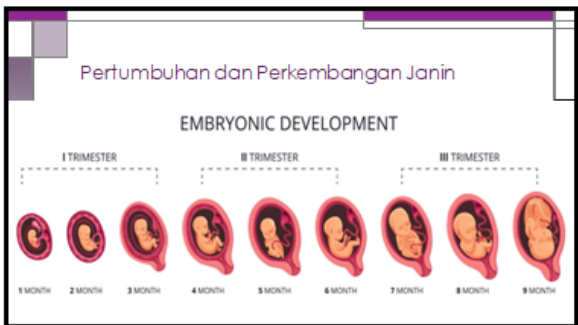 Pertumbuhan dan Perkembangan Janin
EMBRYONIC DEVELOPMENT
I TRIMESTER II TRIMESTER III TRIMESTER
1 MONTH 2 MONTH 3 MONTH 4 MONTH 5 MONTH 6 MONTH 7 MONTH 8 MONTH 9 MONTH